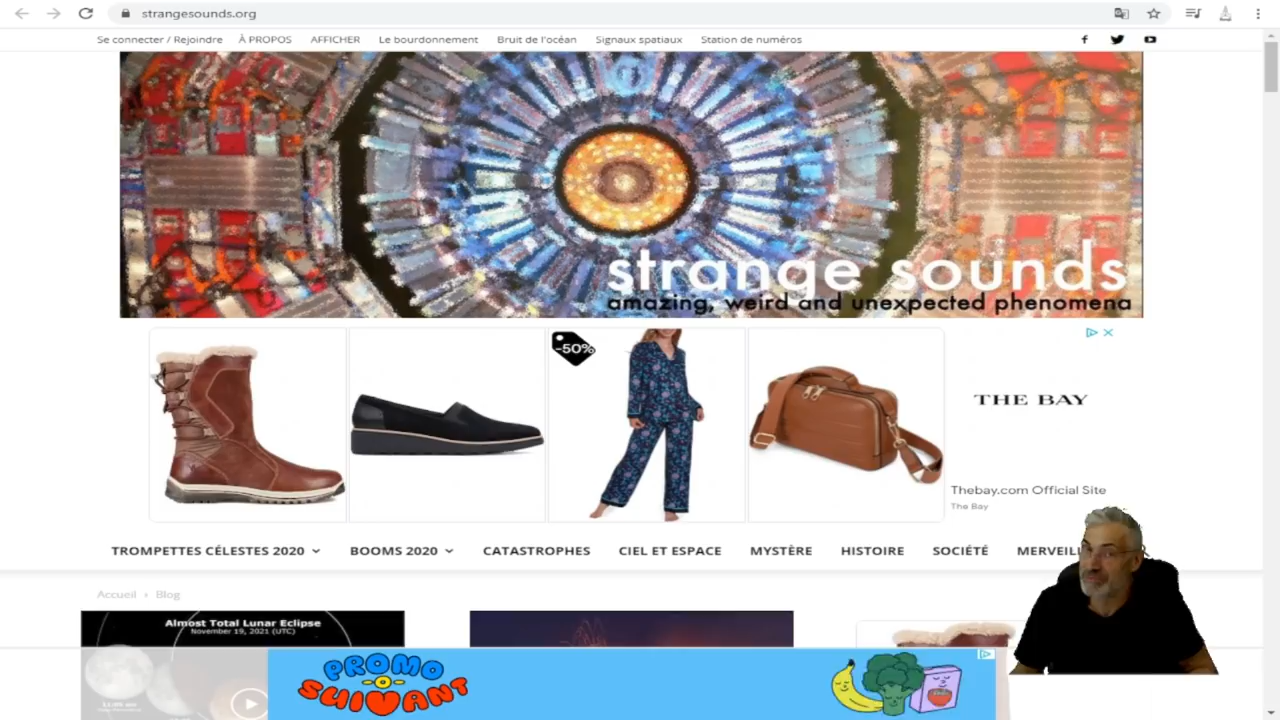 strangesounds.org
Se connecter / Rejoindre À PROPOS AFFICHER Le bourdonnement Bruit de l'océan Signaux spatiaux Station de numéros
strange sounds
amazing, weird and unexpected phenomena
-50%
THE BAY
Thebay.com Official Site
The Bay
TROMPETTES CÉLESTES 2020 BOOMS 2020 CATASTROPHES CIEL ET ESPACE MYSTÈRE HISTOIRE SOCIÉTÉ
Accueil Blog
Almost Total Lunar Eclipse
November 19, 2021 (UTC)
PROMO
-O-
SUIVANT